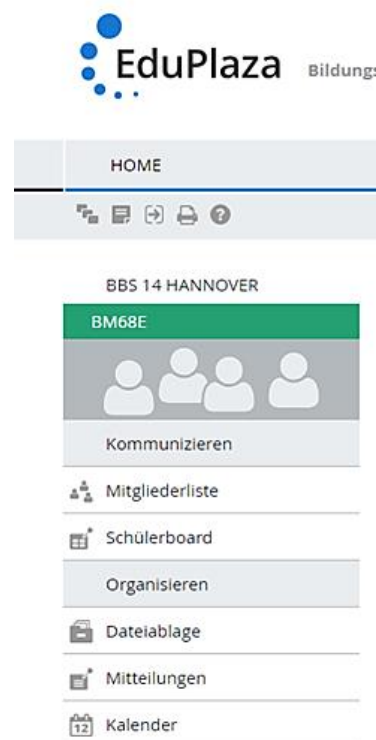 EduPlaza Bildungs
HOME
BBS 14 HANNOVER
BM68E
Kommunizieren
Mitgliederliste
Schülerboard
Organisieren
Dateiablage
Mitteilungen
12 Kalender